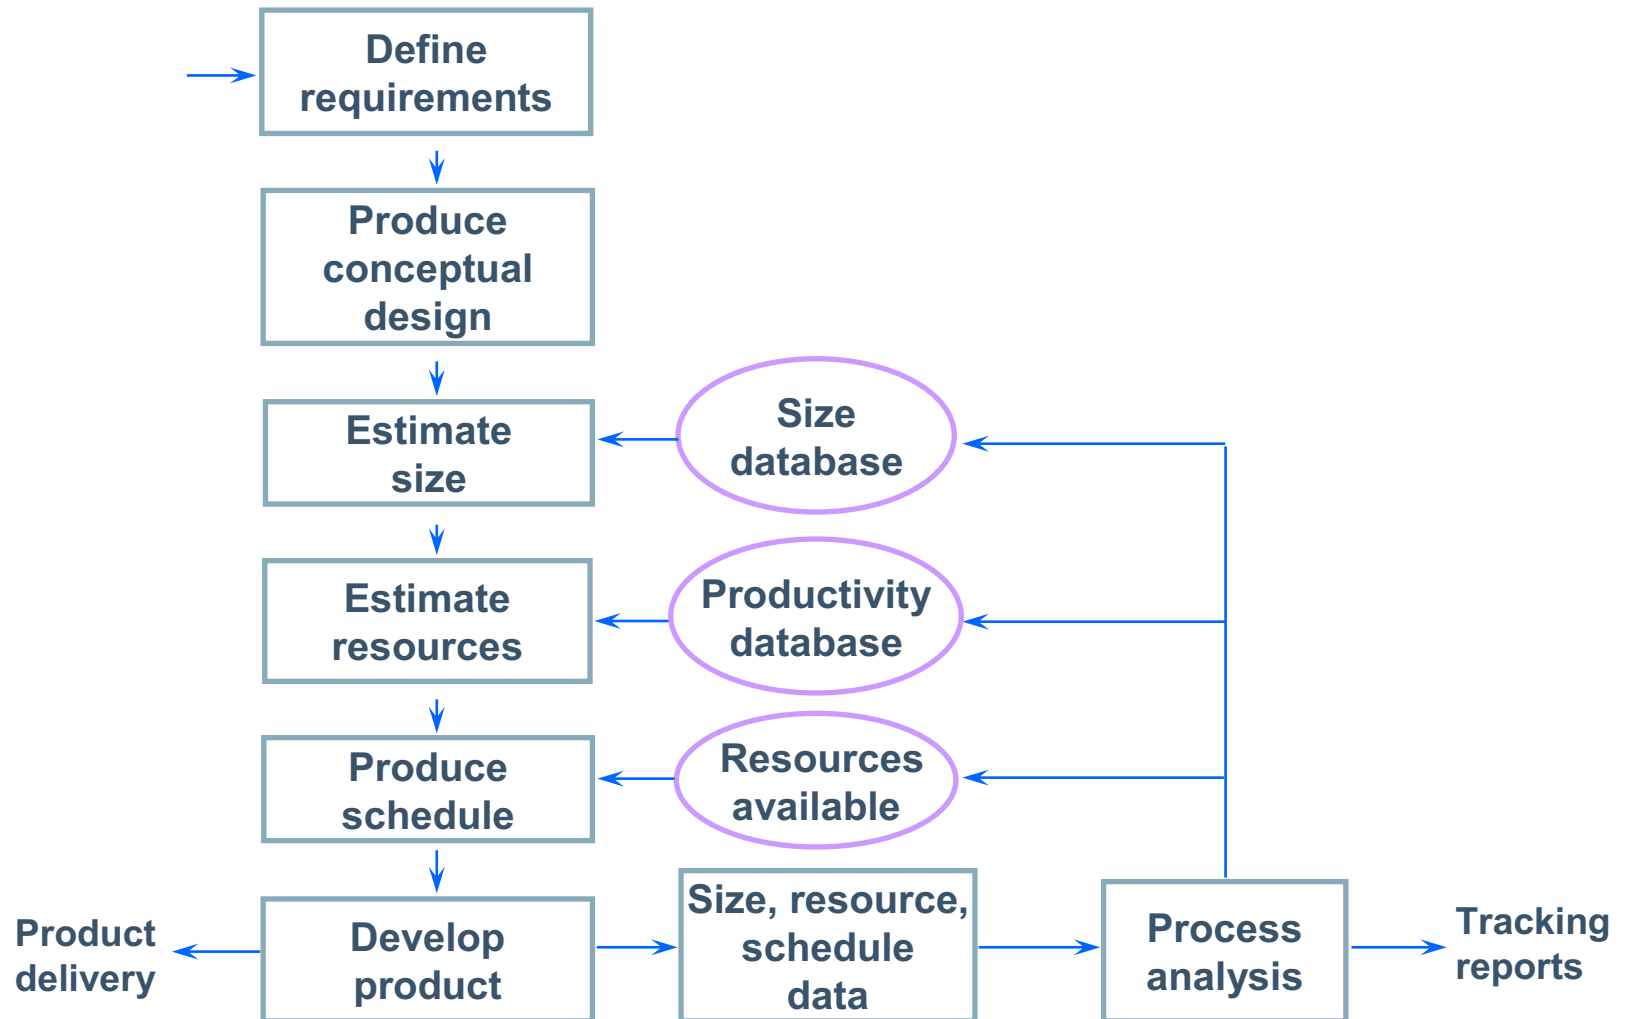 Define
requirements
Produce
conceptual
design
Estimate
size
Size
database
Estimate
resources
Productivity
database
Produce
schedule
Resources
available
Product
delivery
Develop
product
Size, resource,
schedule
data
Process
analysis
Tracking
reports